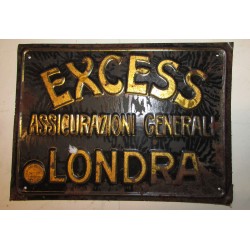 EXCESS
ASSICURAZIONI GENERALI
LONDRA